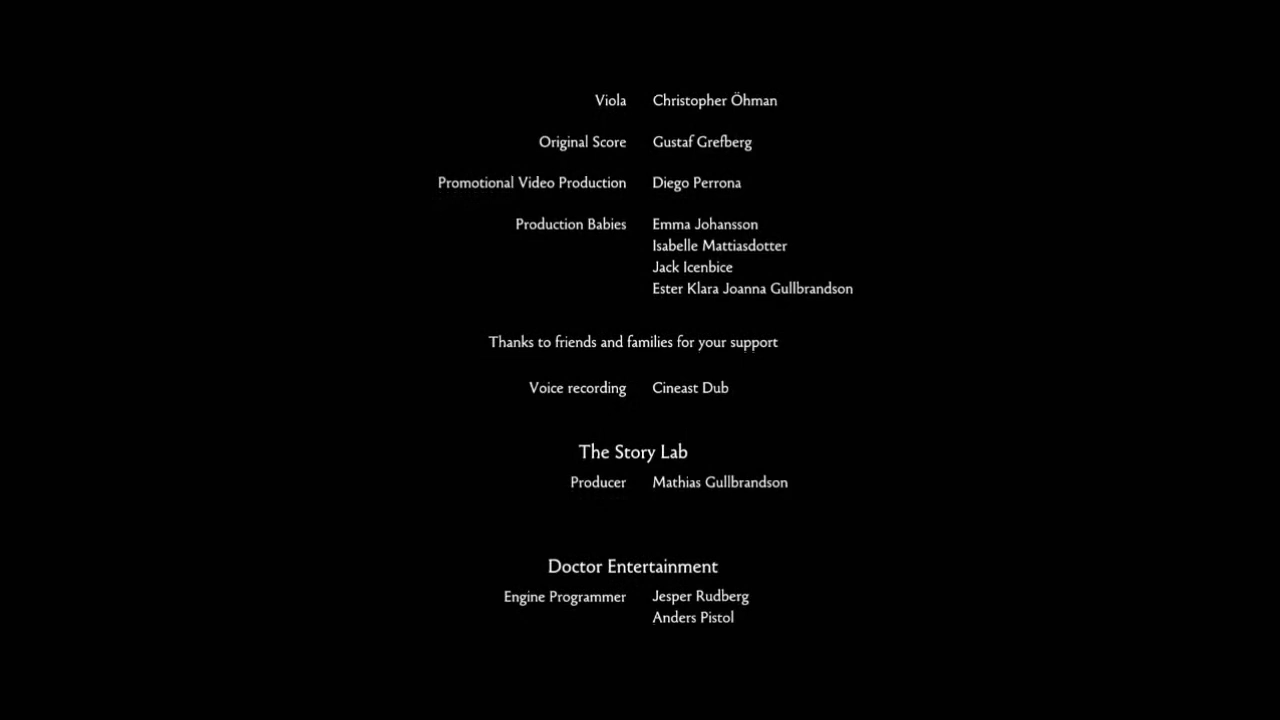 Viola Christopher Öhman
Original Score Gustaf Grefberg
Promotional Video Production Diego Perrona
Production Babies Emma Johansson
Isabelle Mattiasdotter
Jack Icenbice
Ester Klara Joanna Gullbrandson
Thanks to friends and families for your support
Voice recording Cineast Dub
The Story Lab
Producer Mathias Gullbrandson
Doctor Entertainment
Engine Programmer Jesper Rudberg
Anders Pistol